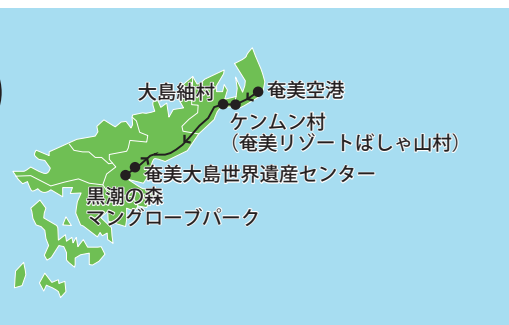 大島紬村
奄美空港
ケンムン村
（奄美リゾートばしゃ山村）
奄美大島世界遺産センター
黒潮の森
マングローブパーク